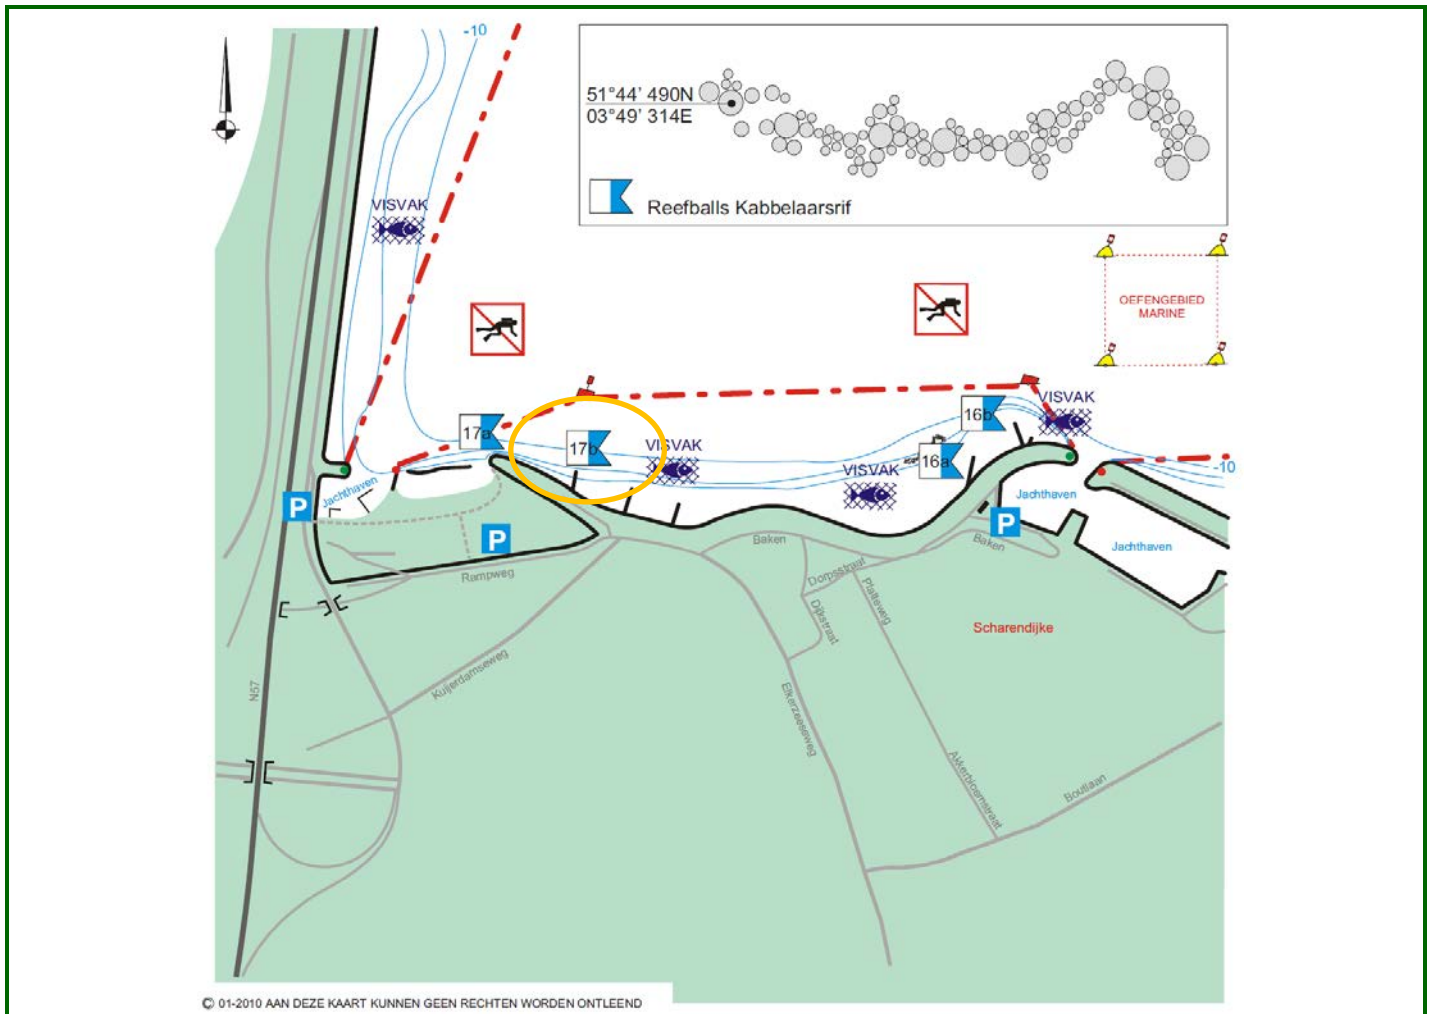 -10
51°44' 490N
03°49' 314E
Reefballs Kabbelaarsrif
VISVAK
OEFENGEBIED
MARINE
VISVAK
17a
17b
VISVAK
16b
16a
VISVAK
-10
P
Jachthaven
P
Jachthaven
P
Jachthaven
Baken
Baken
Rampweg
Dorpsstraat
Dijkstraat
Platteweg
Scharendijke
Kuijerdamseweg
N57
Elkerzeeseweg
Akkerbloemstraat
Boutlaan
© 01-2010 AAN DEZE KAART KUNNEN GEEN RECHTEN WORDEN ONTLEEND